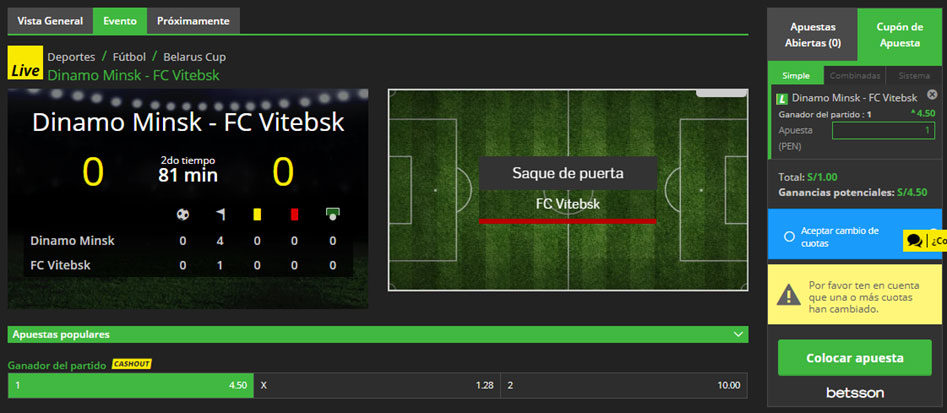 Vista General Evento Próximamente
Live
Deportes / Fútbol / Belarus Cup
Dinamo Minsk - FC Vitebsk
Dinamo Minsk - FC Vitebsk
0 2do tiempo 0
81 min
Dinamo Minsk 0 4 0 0 0
FC Vitebsk 0 1 0 0 0
Saque de puerta
FC Vitebsk
Apuestas populares
Ganador del partido CASHOUT
1 4.50 X 1.28 2 10.00
Apuestas Abiertas (0)
Cupón de Apuesta
Simple Combinadas Sistema
L Dinamo Minsk - FC Vitebsk
Ganador del partido : 1 4.50
Apuesta 1
(PEN)
Total: S/1.00
Ganancias potenciales: S/4.50
Aceptar cambio de
cuotas
¿Co
Por favor ten en cuenta
que una o más cuotas
han cambiado.
Colocar apuesta
betsson